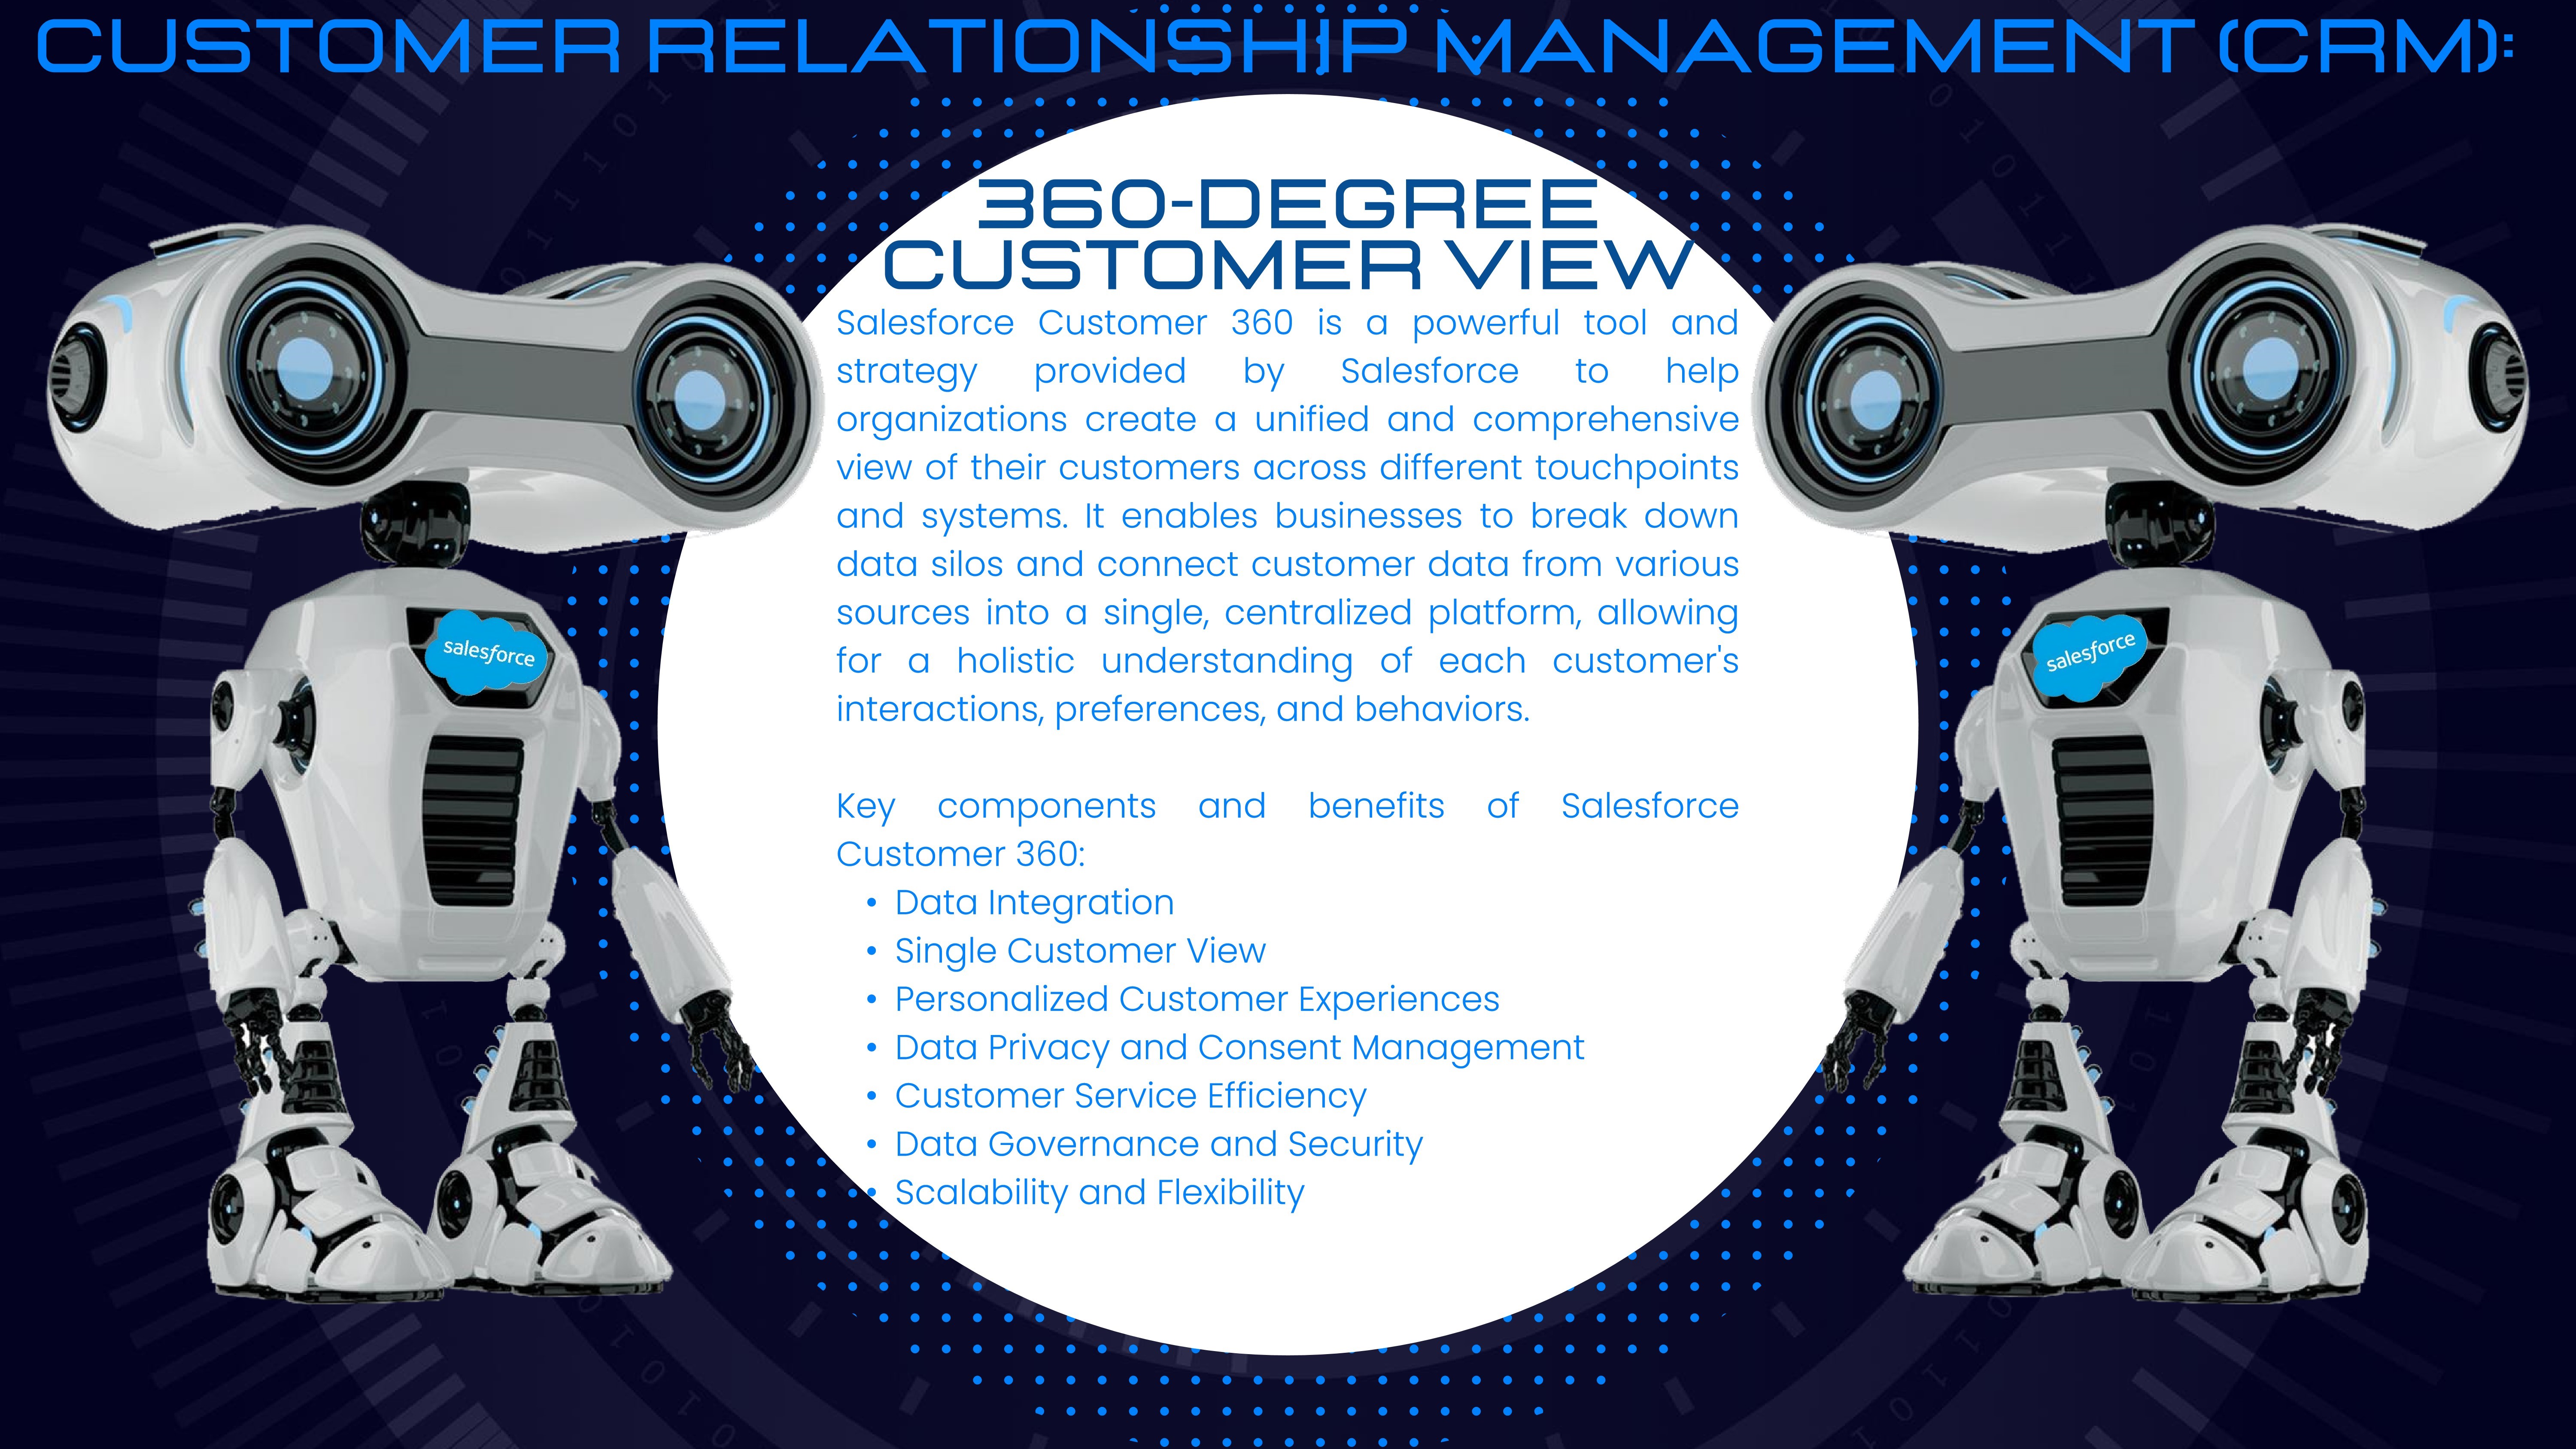 CUSTOMER RELATIONSHIP MANAGEMENT (CRM):
360-DEGREE
CUSTOMER VIEW
Salesforce Customer 360 is a powerful tool and
strategy provided by Salesforce to help
organizations create a unified and comprehensive
view of their customers across different touchpoints
and systems. It enables businesses to break down
data silos and connect customer data from various
sources into a single, centralized platform, allowing
for a holistic understanding of each customer's
interactions, preferences, and behaviors.
Key components and benefits of Salesforce
Customer 360:
• Data Integration
• Single Customer View
• Personalized Customer Experiences
• Data Privacy and Consent Management
• Customer Service Efficiency
• Data Governance and Security
• Scalability and Flexibility
salesforce
salesforce